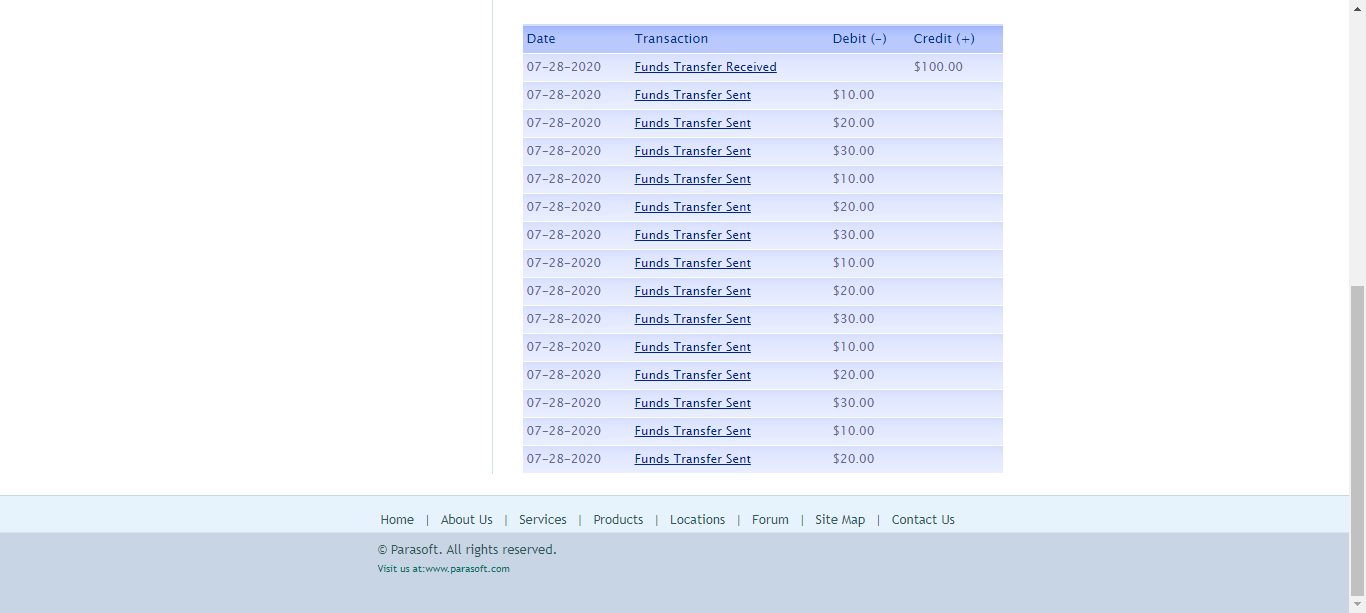 Date Transaction Debit (-) Credit (+)
07-28-2020 Funds Transfer Received $100.00
07-28-2020 Funds Transfer Sent $10.00
07-28-2020 Funds Transfer Sent $20.00
07-28-2020 Funds Transfer Sent $30.00
07-28-2020 Funds Transfer Sent $10.00
07-28-2020 Funds Transfer Sent $20.00
07-28-2020 Funds Transfer Sent $30.00
07-28-2020 Funds Transfer Sent $10.00
07-28-2020 Funds Transfer Sent $20.00
07-28-2020 Funds Transfer Sent $30.00
07-28-2020 Funds Transfer Sent $10.00
07-28-2020 Funds Transfer Sent $20.00
07-28-2020 Funds Transfer Sent $30.00
07-28-2020 Funds Transfer Sent $10.00
07-28-2020 Funds Transfer Sent $20.00
Home | About Us | Services | Products | Locations | Forum | Site Map | Contact Us
© Parasoft. All rights reserved.
Visit us at:www.parasoft.com